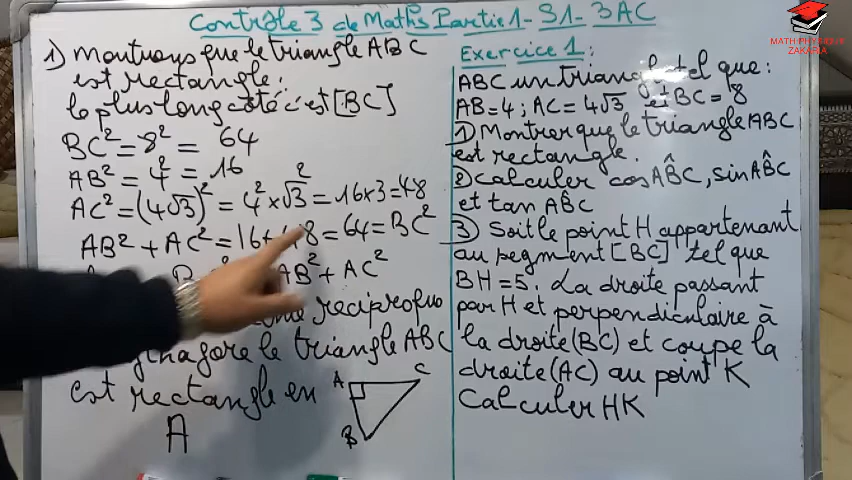 Contrôle 3 de Maths Partie 1 - S1 - 3AC
1) Montrons que le triangle ABC
est rectangle.
le plus long côté c'est [BC]
BC² = 8² = 64
AB² = 4² = 16
AC² = (4√3)² = 4² × √3² = 16×3 = 48
AB² + AC² = 16+48 = 64 = BC²
AB² + AC²
reciproque
le triangle ABC
est rectangle en
A
A
C
B
Exercice 1 :
ABC un triangle tel que :
AB = 4 ; AC = 4√3 et BC = 8
1) Montrer que le triangle ABC
est rectangle.
2) calculer cos AB̂C, sin AB̂C
et tan AB̂C
3) Soit le point H appartenant
au segment [BC] tel que
BH = 5. La droite passant
par H et perpendiculaire à
la droite (BC) et coupe la
droite (AC) au point K
Calculer HK
MATH PHYSIQUE
ZAKARIA